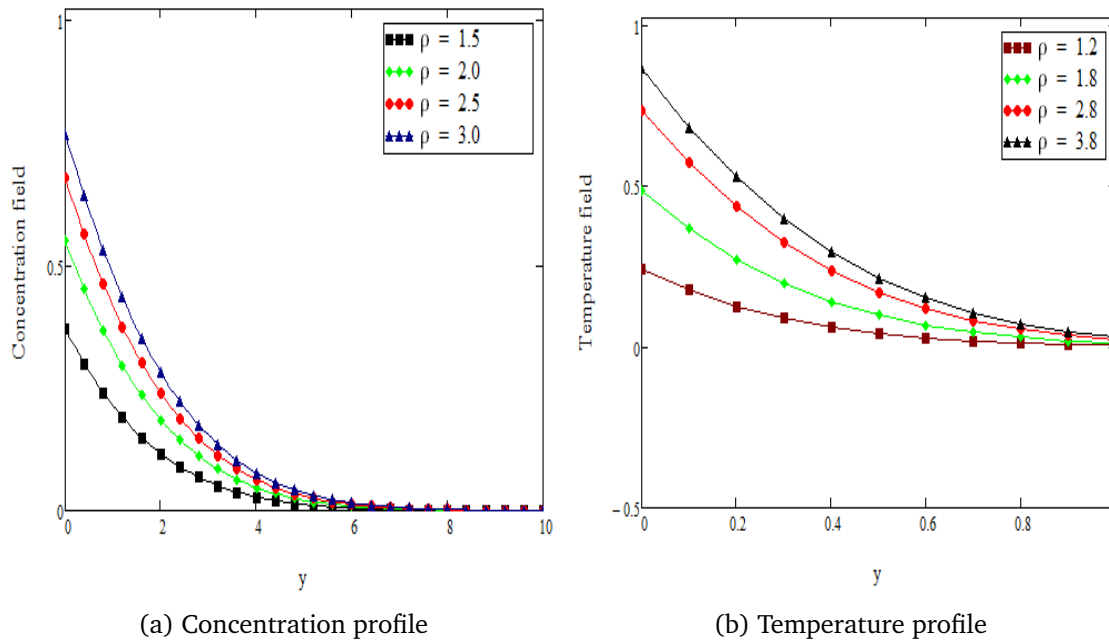 1
0.5
0
0 2 4 6 8 10
Concentration field
y
ρ = 1.5
ρ = 2.0
ρ = 2.5
ρ = 3.0
(a) Concentration profile
1
0.5
0
−0.5
0 0.2 0.4 0.6 0.8
Temperature field
y
ρ = 1.2
ρ = 1.8
ρ = 2.8
ρ = 3.8
(b) Temperature profile